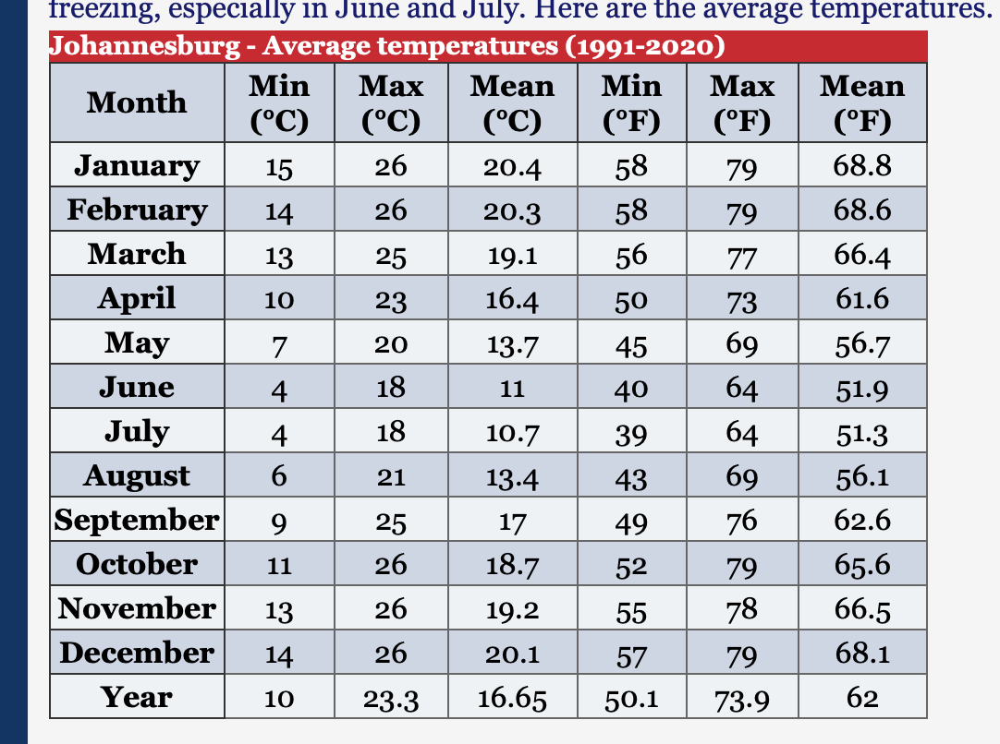 freezing, especially in June and July. Here are the average temperatures.
Johannesburg - Average temperatures (1991-2020)
Month Min (°C) Max (°C) Mean (°C) Min (°F) Max (°F) Mean (°F)
January 15 26 20.4 58 79 68.8
February 14 26 20.3 58 79 68.6
March 13 25 19.1 56 77 66.4
April 10 23 16.4 50 73 61.6
May 7 20 13.7 45 69 56.7
June 4 18 11 40 64 51.9
July 4 18 10.7 39 64 51.3
August 6 21 13.4 43 69 56.1
September 9 25 17 49 76 62.6
October 11 26 18.7 52 79 65.6
November 13 26 19.2 55 78 66.5
December 14 26 20.1 57 79 68.1
Year 10 23.3 16.65 50.1 73.9 62